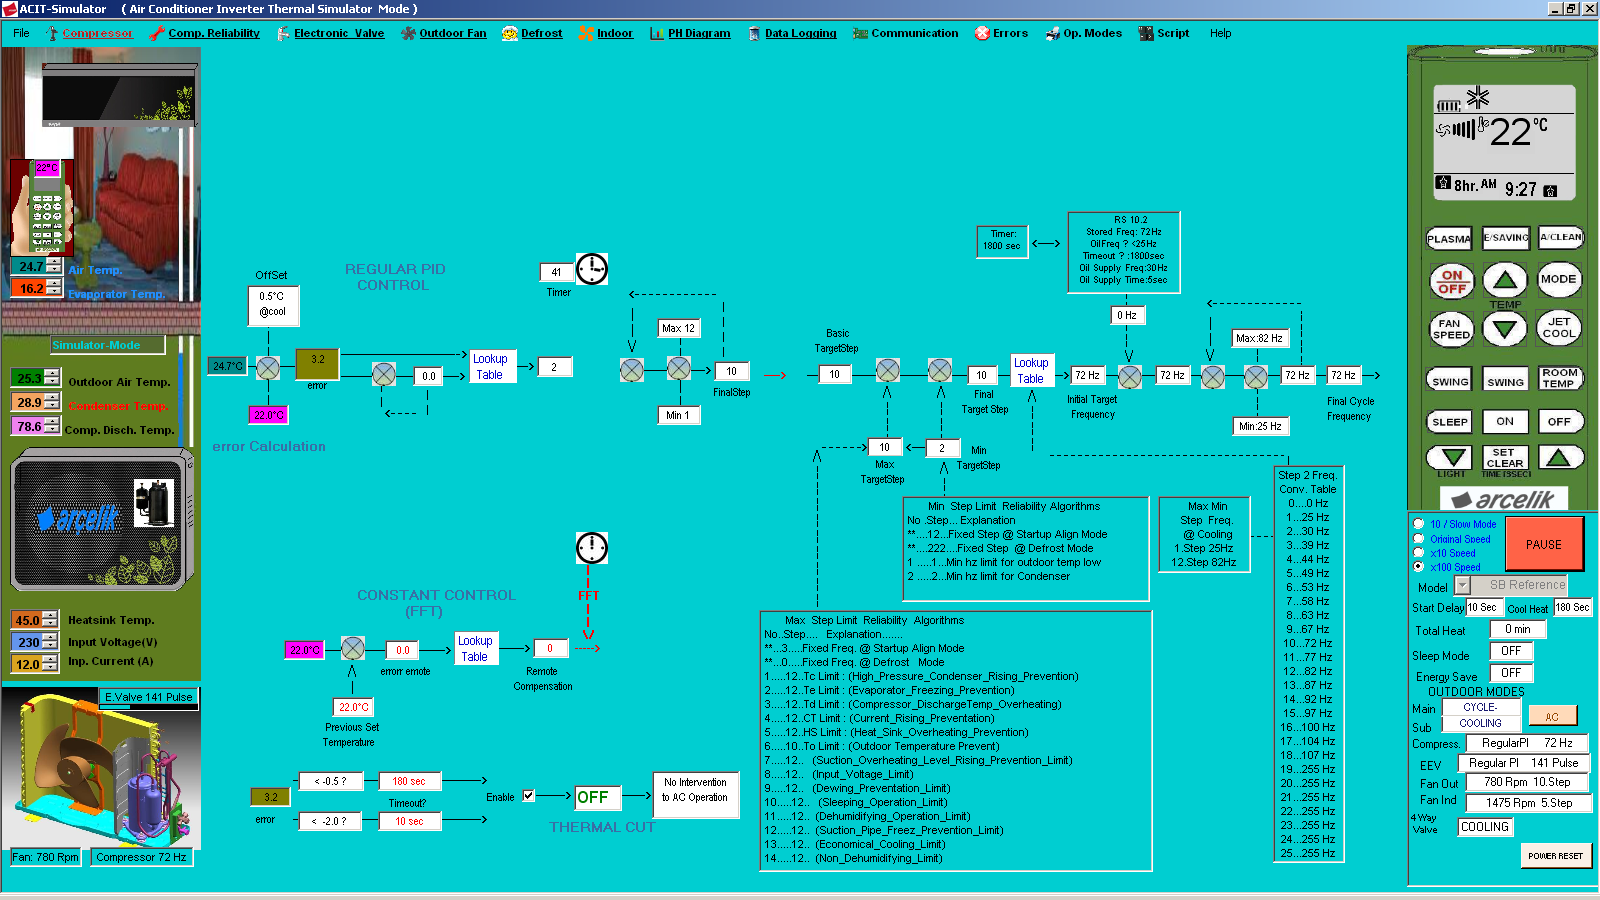 ACIT-Simulator ( Air Conditioner Inverter Thermal Simulator Mode )
File Compressor Comp. Reliability Electronic Valve Outdoor Fan Defrost Indoor PH Diagram Data Logging Communication Errors Op. Modes Script Help
22°C
24.7 Air Temp.
16.2 Evaporator Temp.
Simulator-Mode
25.3 Outdoor Air Temp.
28.9 Condenser Temp.
78.6 Comp. Disch. Temp.
arcelik
45.0 Heatsink Temp.
230 Input Voltage(V)
12.0 Inp. Current (A)
E.Valve 141 Pulse
Fan: 780 Rpm Compressor 72 Hz
OffSet
0.5°C
@cool
REGULAR PID
CONTROL
24.7°C
3.2
error
22.0°C
error Calculation
0.0
Lookup
Table
2
41
Timer
Max 12
Min 1
10
FinalStep
Basic
TargetStep
10
10
Final
Target Step
Lookup
Table
72 Hz
Initial Target
Frequency
Timer:
1800 sec
RS 10.2
Stored Freq: 72Hz
OilFreq ? <25Hz
Timeout ? :1800sec
Oil Supply Freq:30Hz
Oil Supply Time:5sec
0 Hz
72 Hz
Max:82 Hz
72 Hz
72 Hz
Min:25 Hz
Final Cycle
Frequency
10
Max
TargetStep
2
Min
TargetStep
Min Step Limit Reliability Algorithms
No .Step... Explanation
**....12...Fixed Step @ Startup Align Mode
**....222....Fixed Step @ Defrost Mode
1 .....1...Min hz limit for outdoor temp low
2 .....2...Min hz limit for Condenser
Max Min
Step Freq.
@ Cooling
1.Step 25Hz
12.Step 82Hz
Step 2 Freq.
Conv. Table
0....0 Hz
1...25 Hz
2...30 Hz
3...39 Hz
4...44 Hz
5...49 Hz
6...53 Hz
7...58 Hz
8...63 Hz
9...67 Hz
10...72 Hz
11...77 Hz
12...82 Hz
13...87 Hz
14...92 Hz
15...97 Hz
16...100 Hz
17...104 Hz
18...107 Hz
19...255 Hz
20...255 Hz
21...255 Hz
22...255 Hz
23...255 Hz
24...255 Hz
25...255 Hz
Max Step Limit Reliability Algorithms
No..Step.... Explanation.......
**...3.....Fixed Freq. @ Startup Align Mode
**...0.....Fixed Freq. @ Defrost Mode
1.....12...Tc Limit : (High_Pressure_Condenser_Rising_Prevention)
2.....12...Te Limit : (Evaporator_Freezing_Prevention)
3.....12...Td Limit : (Compressor_DischargeTemp_Overheating)
4.....12...CT Limit : (Current_Rising_Preventation)
5.....12...HS Limit : (Heat_Sink_Overheating_Prevention)
6.....10...To Limit : (Outdoor Temperature Prevent)
7.....12.. (Suction_Overheating_Level_Rising_Prevention_Limit)
8.....12.. (Input_Voltage_Limit)
9.....12.. (Dewing_Preventation_Limit)
10....12.. (Sleeping_Operation_Limit)
11....12.. (Dehumidifying_Operation_Limit)
12....12.. (Suction_Pipe_Freez_Prevention_Limit)
13....12.. (Economical_Cooling_Limit)
14....12.. (Non_Dehumidifying_Limit)
CONSTANT CONTROL
(FFT)
FFT
22.0°C
0.0
errorr emote
Lookup
Table
0
Remote
Compensation
22.0°C
Previous Set
Temperature
3.2
error
< -0.5 ?
180 sec
Timeout?
< -2.0 ?
10 sec
Enable
OFF
THERMAL CUT
No Intervention
to AC Operation
22°C
8hr. AM 9:27
PLASMA E/SAVING A/CLEAN
ON
OFF
TEMP
MODE
FAN
SPEED
JET
COOL
SWING SWING ROOM
TEMP
SLEEP ON OFF
LIGHT
SET
CLEAR
TIME(3SEC)
arcelik
10 / Slow Mode
Original Speed
x10 Speed
x100 Speed
PAUSE
Model SB Reference
Start Delay 10 Sec Cool Heat 180 Sec
Total Heat 0 min
Sleep Mode OFF
Energy Save OFF
OUTDOOR MODES
Main CYCLE-
Sub COOLING
AC
Compress. RegularPI 72 Hz
EEV Regular PI 141 Pulse
Fan Out 780 Rpm 10.Step
Fan Ind 1475 Rpm 5.Step
4 Way
Valve COOLING
POWER RESET